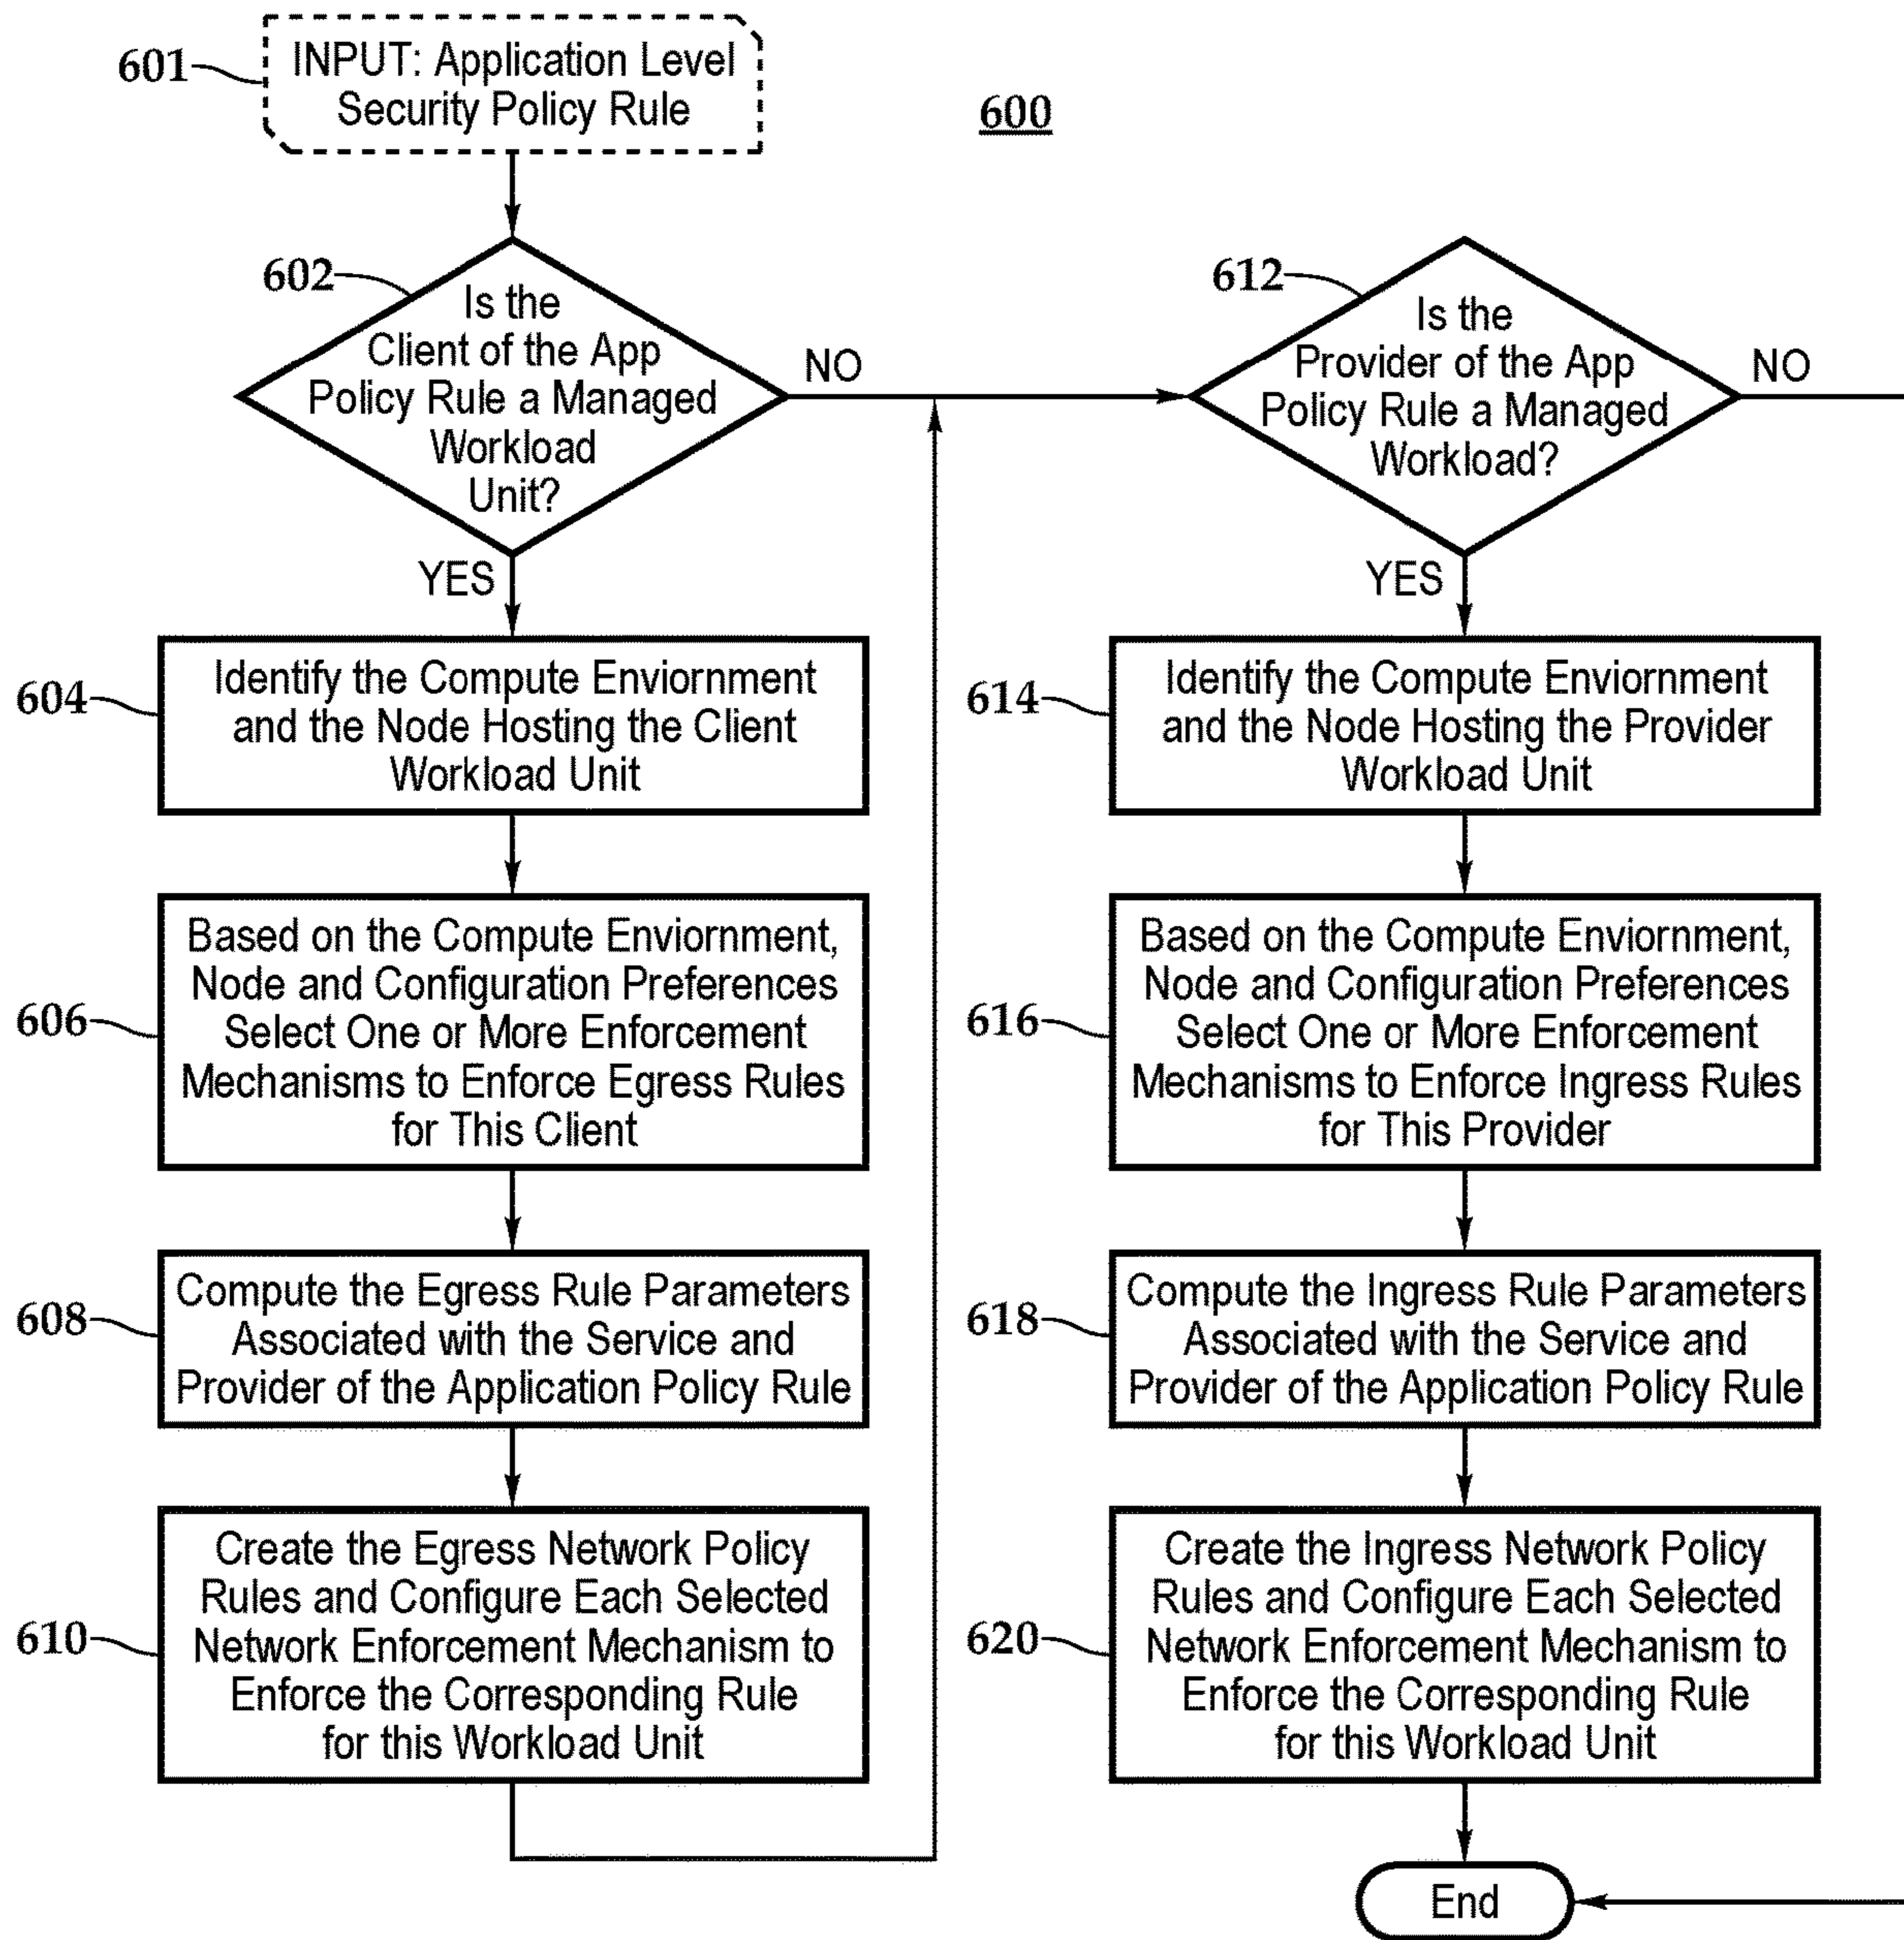 601
INPUT: Application Level
Security Policy Rule
600
602
Is the
Client of the App
Policy Rule a Managed
Workload
Unit?
NO
YES
604
Identify the Compute Enviornment
and the Node Hosting the Client
Workload Unit
606
Based on the Compute Enviornment,
Node and Configuration Preferences
Select One or More Enforcement
Mechanisms to Enforce Egress Rules
for This Client
608
Compute the Egress Rule Parameters
Associated with the Service and
Provider of the Application Policy Rule
610
Create the Egress Network Policy
Rules and Configure Each Selected
Network Enforcement Mechanism to
Enforce the Corresponding Rule
for this Workload Unit
612
Is the
Provider of the App
Policy Rule a Managed
Workload?
NO
YES
614
Identify the Compute Enviornment
and the Node Hosting the Provider
Workload Unit
616
Based on the Compute Enviornment,
Node and Configuration Preferences
Select One or More Enforcement
Mechanisms to Enforce Ingress Rules
for This Provider
618
Compute the Ingress Rule Parameters
Associated with the Service and
Provider of the Application Policy Rule
620
Create the Ingress Network Policy
Rules and Configure Each Selected
Network Enforcement Mechanism to
Enforce the Corresponding Rule
for this Workload Unit
End